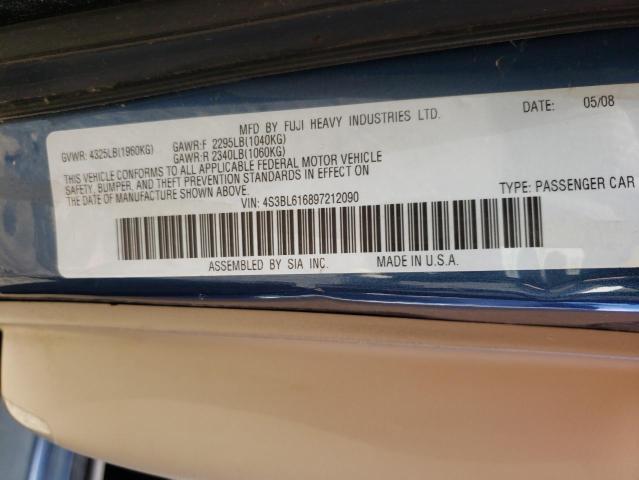 MFD BY FUJI HEAVY INDUSTRIES LTD. DATE: 05/08
GVWR: 4325LB(1960KG) GAWR:F 2295LB(1040KG)
GAWR:R 2340LB(1060KG)
THIS VEHICLE CONFORMS TO ALL APPLICABLE FEDERAL MOTOR VEHICLE
SAFETY, BUMPER, AND THEFT PREVENTION STANDARDS IN EFFECT ON
THE DATE OF MANUFACTURE SHOWN ABOVE.
VIN: 4S3BL616897212090 TYPE: PASSENGER CAR
ASSEMBLED BY SIA INC. MADE IN U.S.A.